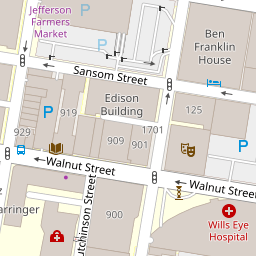 Jefferson
Farmers
Market
P
Ben
Franklin
House
Sansom Street
Edison
Building
P
919
125
929
1701
909
901
P
Walnut Street
Walnut Street
Hutchinson Street
arringer
900
Wills Eye
Hospital